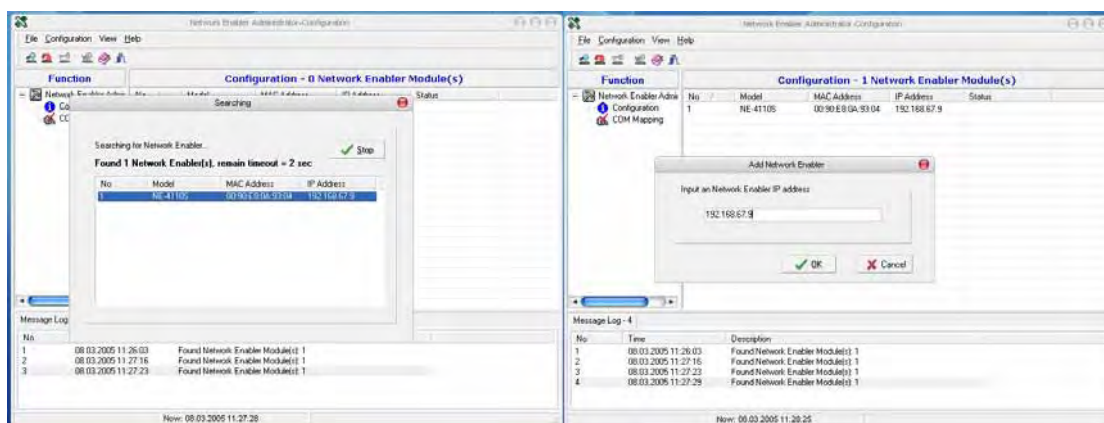 Network Enabler Administrator-Configuration
File Configuration View Help
Function
Configuration - 0 Network Enabler Module(s)
Status
Searching
Searching for Network Enabler...
Stop
Found 1 Network Enabler(s), remain timeout = 2 sec
No Model MAC Address IP Address
1 NE-4110S 00:90:E8:0A:93:04 192.168.67.9
Message Log
No
1 08.03.2005 11:26:03 Found Network Enabler Module(s): 1
2 08.03.2005 11:27:16 Found Network Enabler Module(s): 1
3 08.03.2005 11:27:23 Found Network Enabler Module(s): 1
Now: 08.03.2005 11:27:28
Network Enabler Administrator-Configuration
File Configuration View Help
Function
Configuration - 1 Network Enabler Module(s)
Network Enabler Admi
Configuration
COM Mapping
No / Model MAC Address IP Address Status
1 NE-4110S 00:90:E8:0A:93:04 192.168.67.9
Add Network Enabler
Input an Network Enabler IP address
192.168.67.9
OK Cancel
Message Log - 4
No Time Description
1 08.03.2005 11:26:03 Found Network Enabler Module(s): 1
2 08.03.2005 11:27:16 Found Network Enabler Module(s): 1
3 08.03.2005 11:27:23 Found Network Enabler Module(s): 1
4 08.03.2005 11:27:29 Found Network Enabler Module(s): 1
Now: 08.03.2005 11:28:25